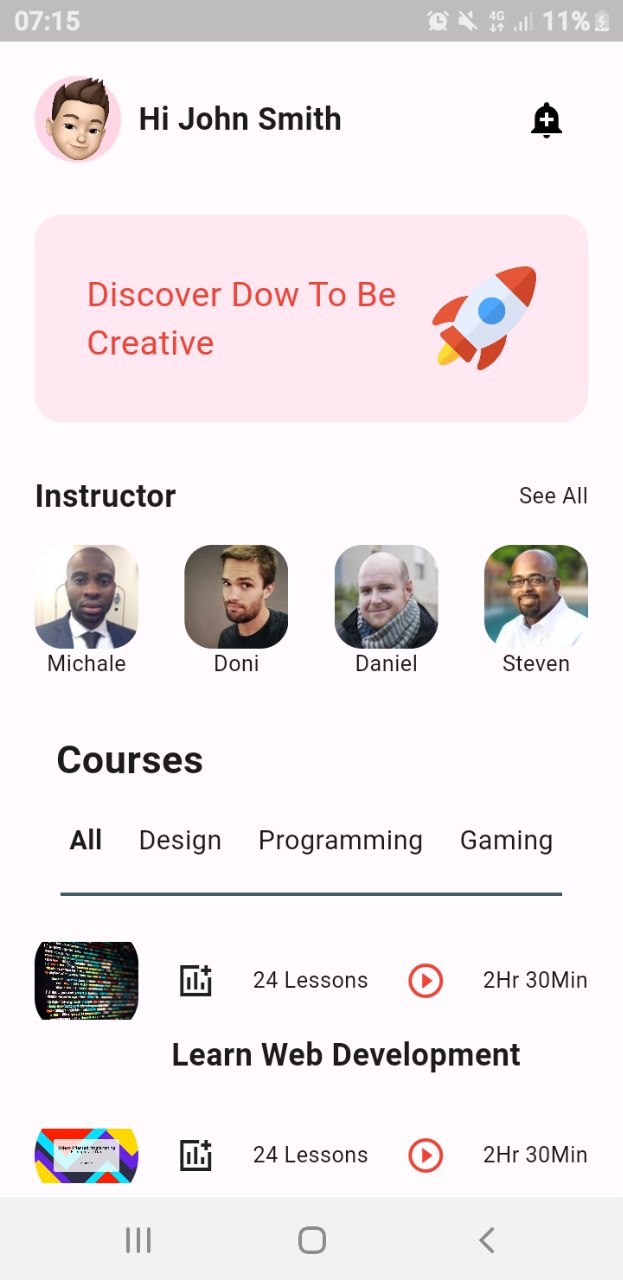 07:15 4G 11%
Hi John Smith
Discover Dow To Be
Creative
Instructor See All
Michale Doni Daniel Steven
Courses
All Design Programming Gaming
24 Lessons 2Hr 30Min
Learn Web Development
24 Lessons 2Hr 30Min